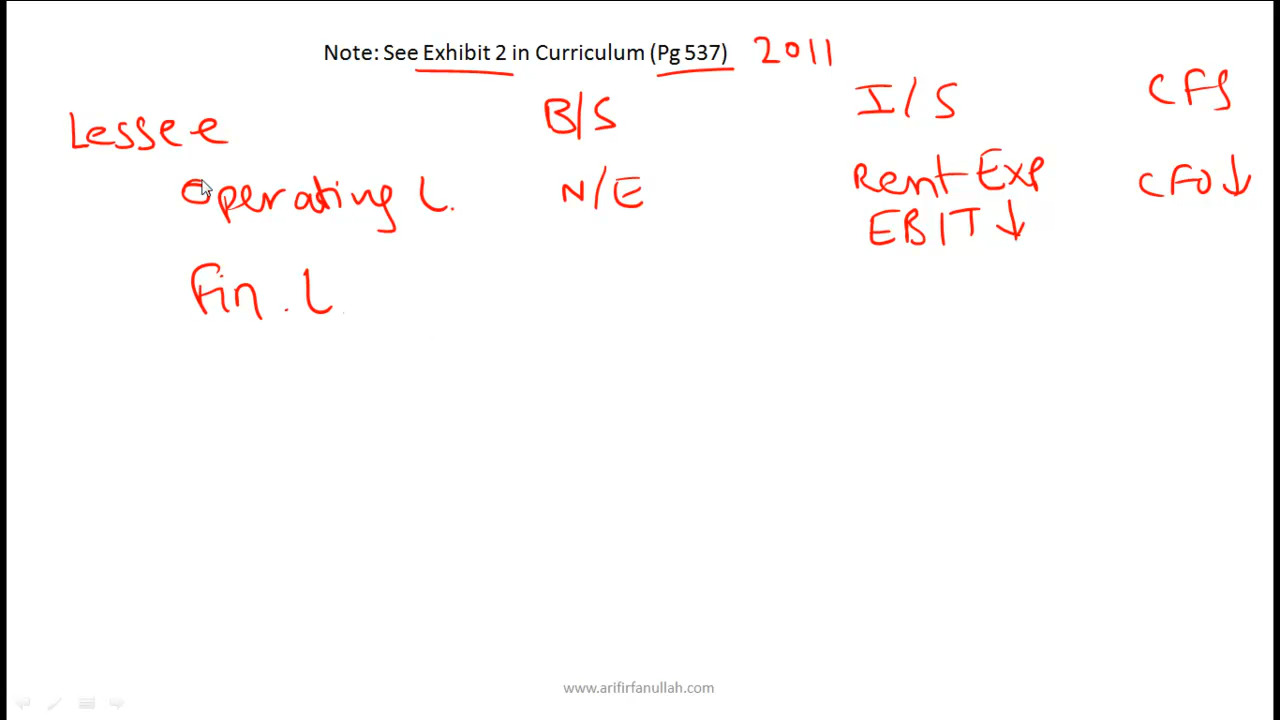 Note: See Exhibit 2 in Curriculum (Pg 537) 2011
Lessee B/S I/S CFS
Operating L. N/E Rent Exp CFO ↓
EBIT ↓
Fin. L
www.arifirfanullah.com